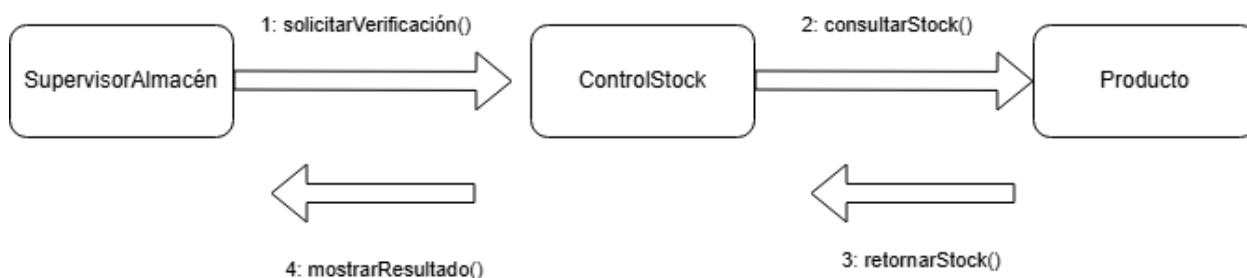 1: solicitarVerificación()
2: consultarStock()
SupervisorAlmacén
ControlStock
Producto
4: mostrarResultado()
3: retornarStock()